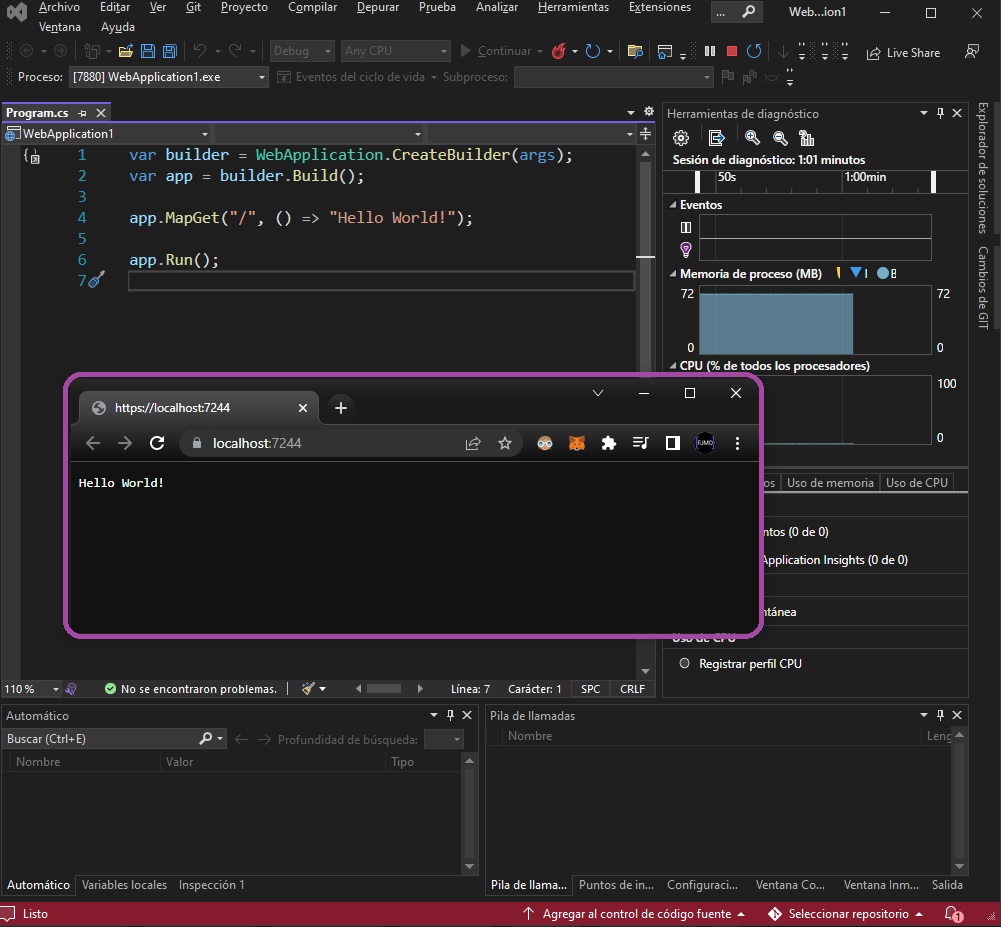 Archivo Editar Ver Git Proyecto Compilar Depurar Prueba Analizar Herramientas Extensiones ... Web...ion1
Ventana Ayuda
Debug Any CPU Continuar Live Share
Proceso: [7880] WebApplication1.exe Eventos del ciclo de vida Subproceso:
Program.cs
WebApplication1
1 var builder = WebApplication.CreateBuilder(args);
2 var app = builder.Build();
3
4 app.MapGet("/", () => "Hello World!");
5
6 app.Run();
7
Herramientas de diagnóstico
Sesión de diagnóstico: 1:01 minutos
50s 1:00min
Eventos
Memoria de proceso (MB) I B
72 72
0 0
CPU (% de todos los procesadores)
100
0
os Uso de memoria Uso de CPU
ntos (0 de 0)
Application Insights (0 de 0)
ntánea
Uso de CPU
Registrar perfil CPU
Explorador de soluciones
Cambios de GIT
https://localhost:7244
localhost:7244
FJMD
Hello World!
110 % No se encontraron problemas. Línea: 7 Carácter: 1 SPC CRLF
Automático
Buscar (Ctrl+E) Profundidad de búsqueda:
Nombre Valor Tipo
Automático Variables locales Inspección 1
Pila de llamadas
Nombre Leng
Pila de llama... Puntos de in... Configuraci... Ventana Co... Ventana Inm... Salida
Listo Agregar al control de código fuente Seleccionar repositorio 1